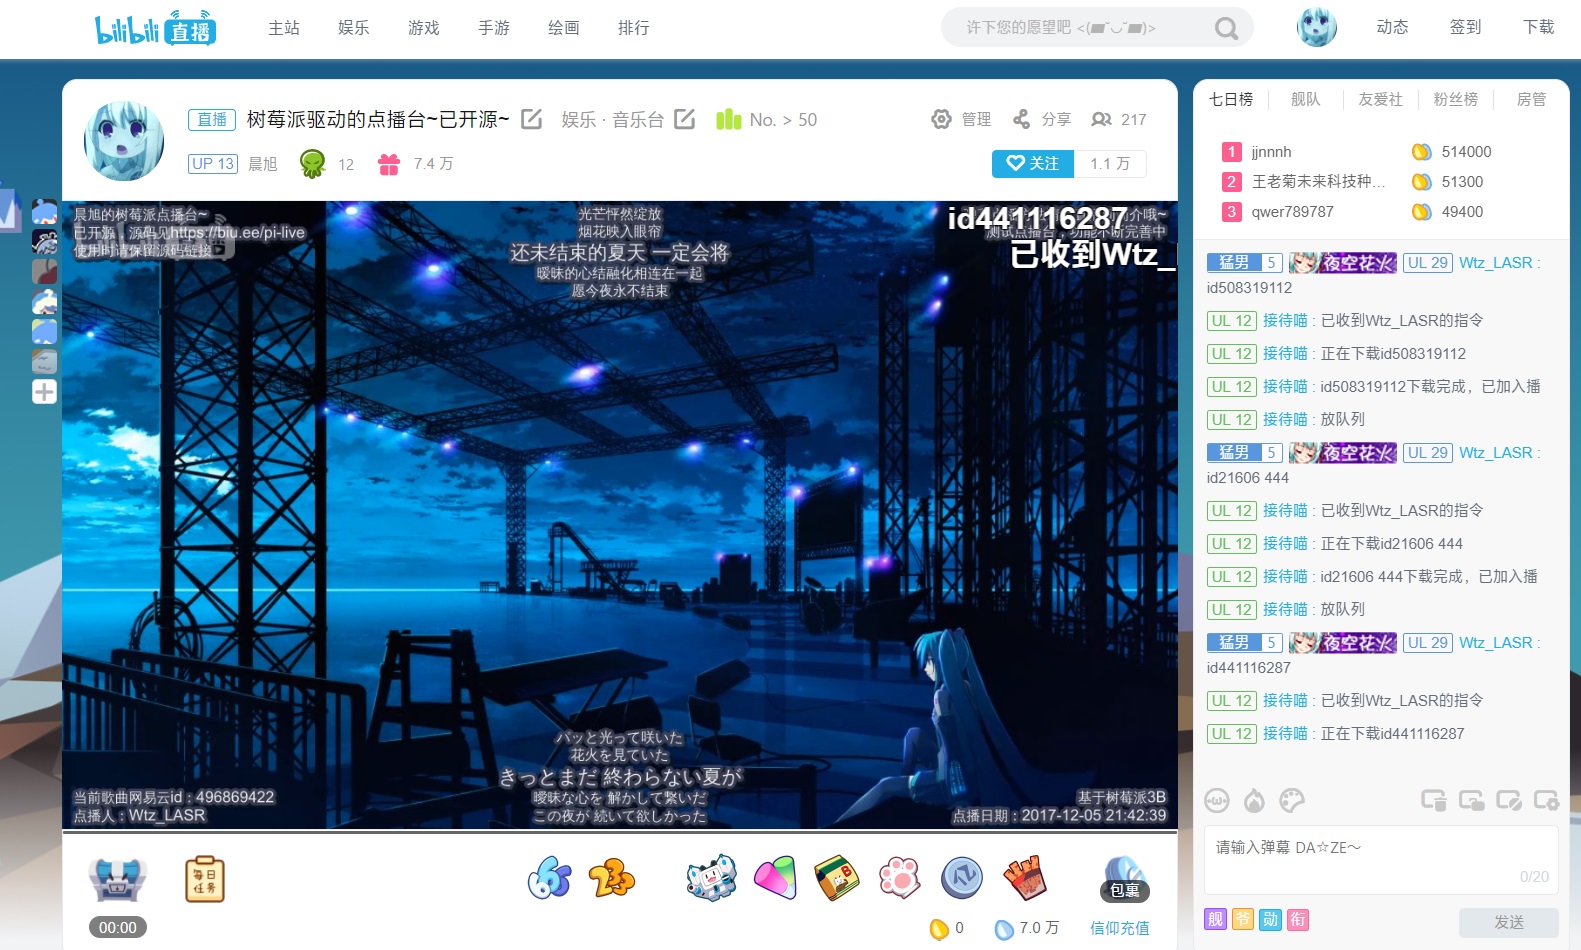 bilibili 直播
主站 娱乐 游戏 手游 绘画 排行
许下您的愿望吧
动态 签到 下载
直播 树莓派驱动的点播台~已开源~ 娱乐 · 音乐台 No. > 50
管理 分享 217
UP 13 晨旭 12 7.4 万
关注 1.1 万
晨旭的树莓派点播台~
已开源，源码见https://biu.ee/pi-live
使用时请保留源码链接
光芒怦然绽放
烟花映入眼帘
还未结束的夏天 一定会将
暧昧的心结融化相连在一起
愿今夜永不结束
id441116287
介哦~
测试点播台，功能不断完善中
已收到Wtz_
パッと光って咲いた
花火を見ていた
きっとまだ 終わらない夏が
曖昧な心を 解かして繋いだ
この夜が 続いて欲しかった
当前歌曲网易云id：496869422
点播人：Wtz_LASR
基于树莓派3B
点播日期：2017-12-05 21:42:39
00:00
每日
任务
66 233
B
包裹
0 7.0 万 信仰充值
七日榜 舰队 友爱社 粉丝榜 房管
1 jjnnnh 514000
2 王老菊未来科技种... 51300
3 qwer789787 49400
猛男 5 夜空花火 UL 29 Wtz_LASR :
id508319112
UL 12 接待喵 : 已收到Wtz_LASR的指令
UL 12 接待喵 : 正在下载id508319112
UL 12 接待喵 : id508319112下载完成，已加入播
UL 12 接待喵 : 放队列
猛男 5 夜空花火 UL 29 Wtz_LASR :
id21606 444
UL 12 接待喵 : 已收到Wtz_LASR的指令
UL 12 接待喵 : 正在下载id21606 444
UL 12 接待喵 : id21606 444下载完成，已加入播
UL 12 接待喵 : 放队列
猛男 5 夜空花火 UL 29 Wtz_LASR :
id441116287
UL 12 接待喵 : 已收到Wtz_LASR的指令
UL 12 接待喵 : 正在下载id441116287
请输入弹幕 DA☆ZE～
0/20
舰 爷 勋 衔
发送